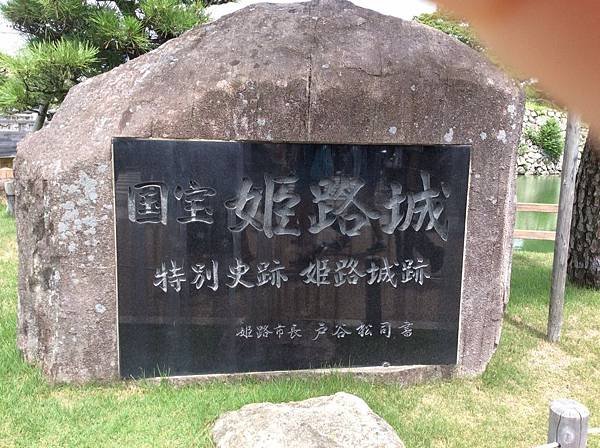 国宝 姫路城
特別史跡 姫路城跡
姫路市長 戸谷松司書